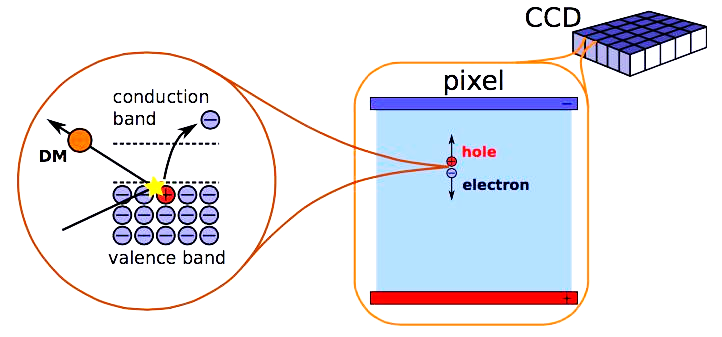 CCD
pixel
conduction
band
DM
hole
electron
valence band